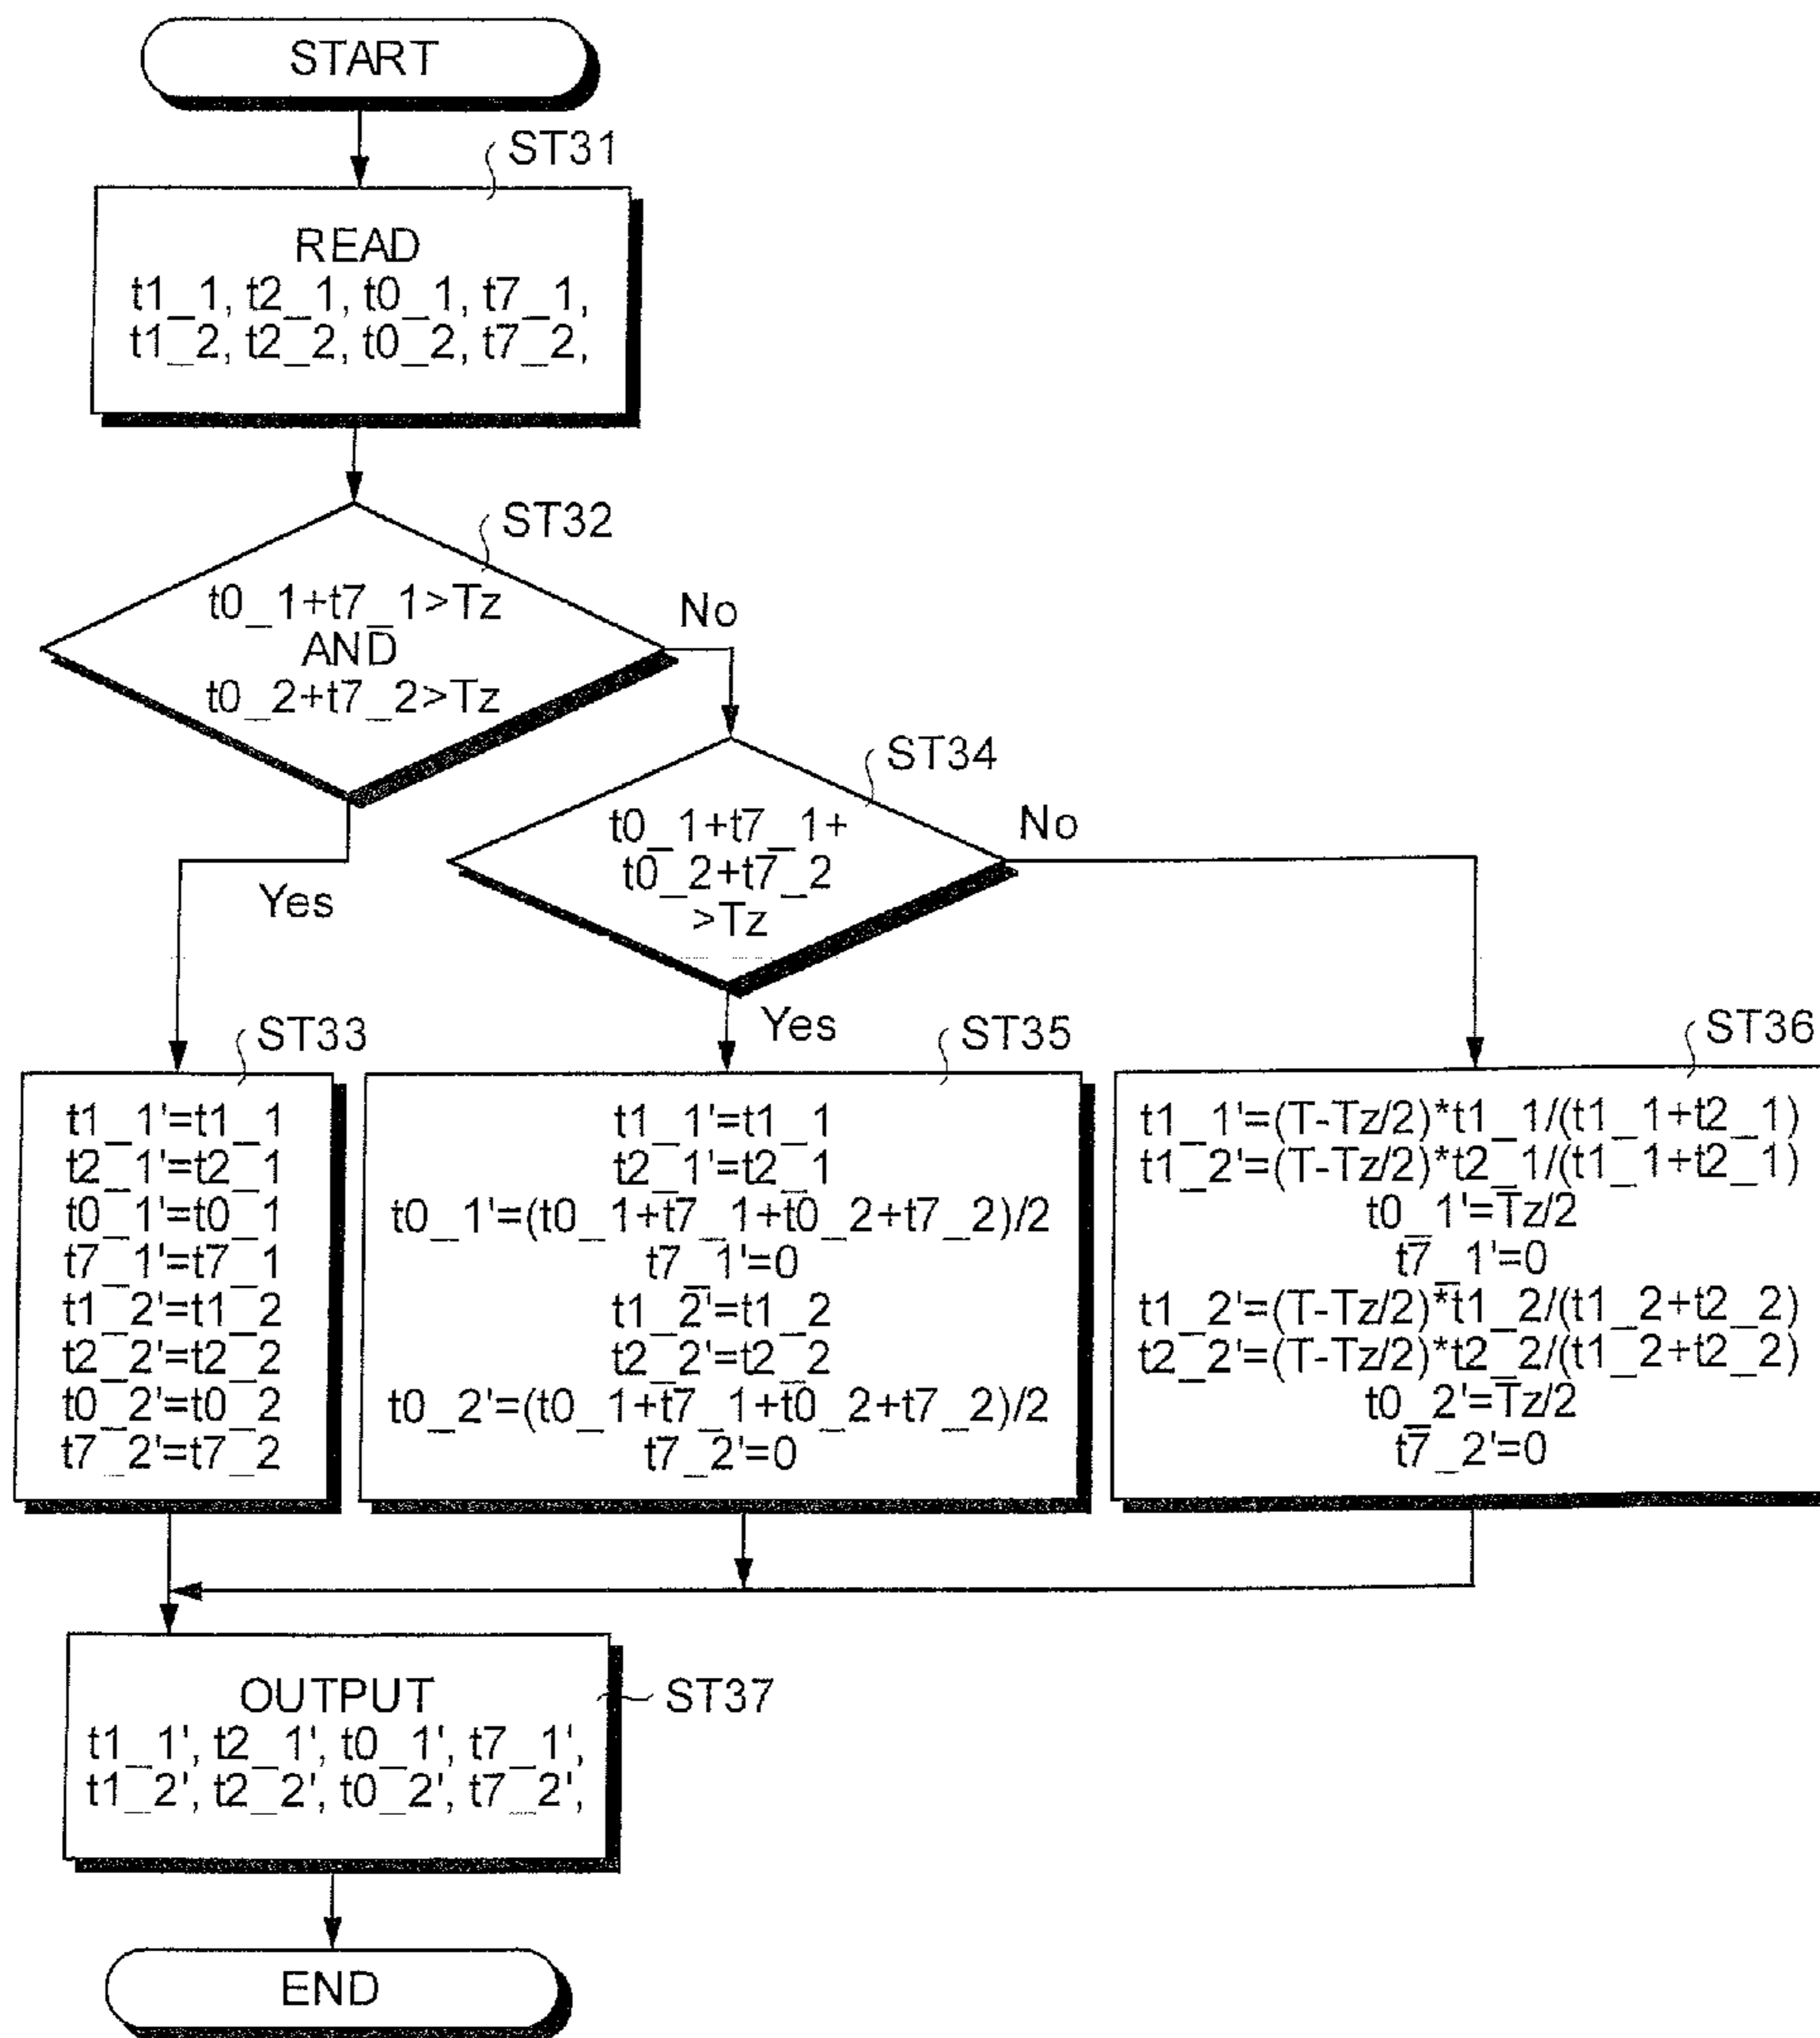 START
ST31
READ
t1_1, t2_1, t0_1, t7_1,
t1_2, t2_2, t0_2, t7_2,
ST32
t0_1+t7_1>Tz
AND
t0_2+t7_2>Tz
No
Yes
ST34
t0_1+t7_1+
t0_2+t7_2
>Tz
No
Yes
ST33
t1_1'=t1_1
t2_1'=t2_1
t0_1'=t0_1
t7_1'=t7_1
t1_2'=t1_2
t2_2'=t2_2
t0_2'=t0_2
t7_2'=t7_2
ST35
t1_1'=t1_1
t2_1'=t2_1
t0_1'=(t0_1+t7_1+t0_2+t7_2)/2
t7_1'=0
t1_2'=t1_2
t2_2'=t2_2
t0_2'=(t0_1+t7_1+t0_2+t7_2)/2
t7_2'=0
ST36
t1_1'=(T-Tz/2)*t1_1/(t1_1+t2_1)
t1_2'=(T-Tz/2)*t2_1/(t1_1+t2_1)
t0_1'=Tz/2
t7_1'=0
t1_2'=(T-Tz/2)*t1_2/(t1_2+t2_2)
t2_2'=(T-Tz/2)*t2_2/(t1_2+t2_2)
t0_2'=Tz/2
t7_2'=0
OUTPUT
t1_1', t2_1', t0_1', t7_1',
t1_2', t2_2', t0_2', t7_2',
ST37
END